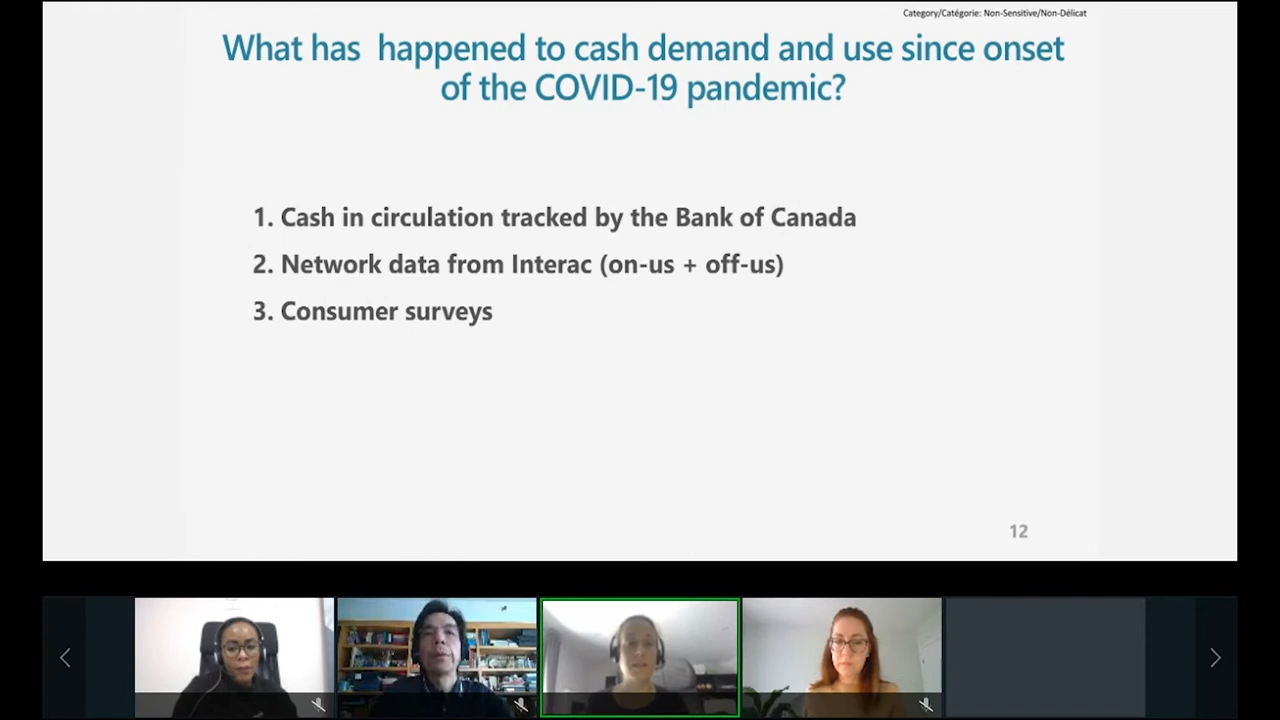 Category/Catégorie: Non-Sensitive/Non-Délicat
What has  happened to cash demand and use since onset
of the COVID-19 pandemic?
1. Cash in circulation tracked by the Bank of Canada
2. Network data from Interac (on-us + off-us)
3. Consumer surveys
12